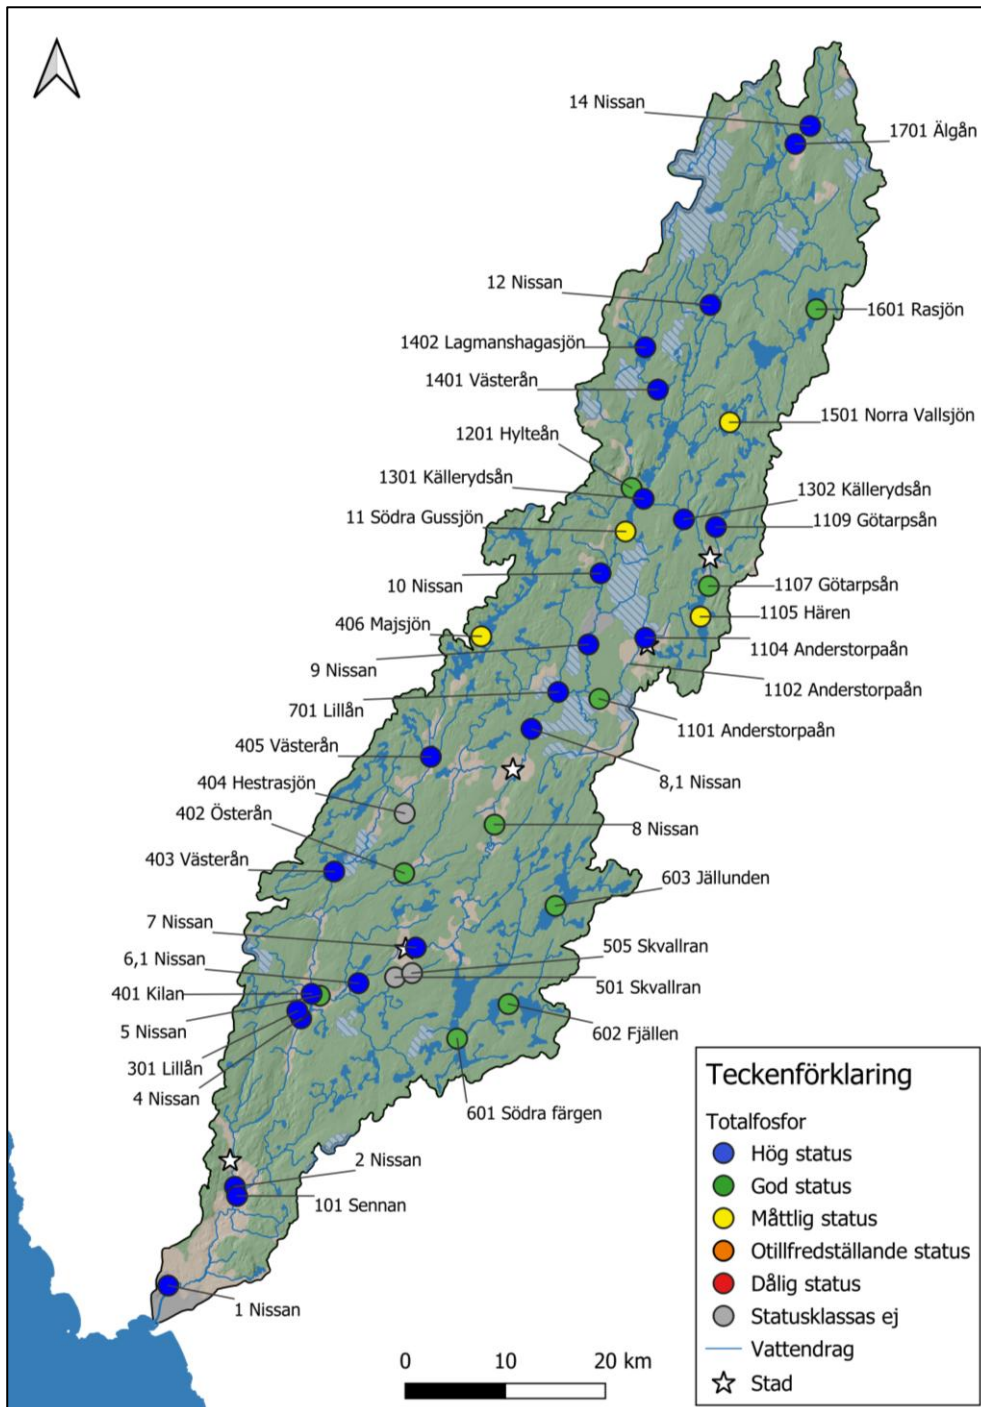 14 Nissan
1701 Älgån
12 Nissan
1601 Rasjön
1402 Lagmanshagasjön
1401 Västerån
1501 Norra Vallsjön
1201 Hylteån
1301 Källerydsån
1302 Källerydsån
11 Södra Gussjön
1109 Götarpsån
10 Nissan
1107 Götarpsån
1105 Hären
406 Majsjön
1104 Anderstorpaån
9 Nissan
1102 Anderstorpaån
701 Lillån
1101 Anderstorpaån
405 Västerån
8,1 Nissan
404 Hestrasjön
402 Österån
8 Nissan
403 Västerån
603 Jällunden
7 Nissan
505 Skvallran
6,1 Nissan
501 Skvallran
401 Kilan
5 Nissan
602 Fjällen
301 Lillån
4 Nissan
601 Södra färgen
2 Nissan
101 Sennan
1 Nissan
Teckenförklaring
Totalfosfor
Hög status
God status
Måttlig status
Otillfredställande status
Dålig status
Statusklassas ej
Vattendrag
Stad
0 10 20 km